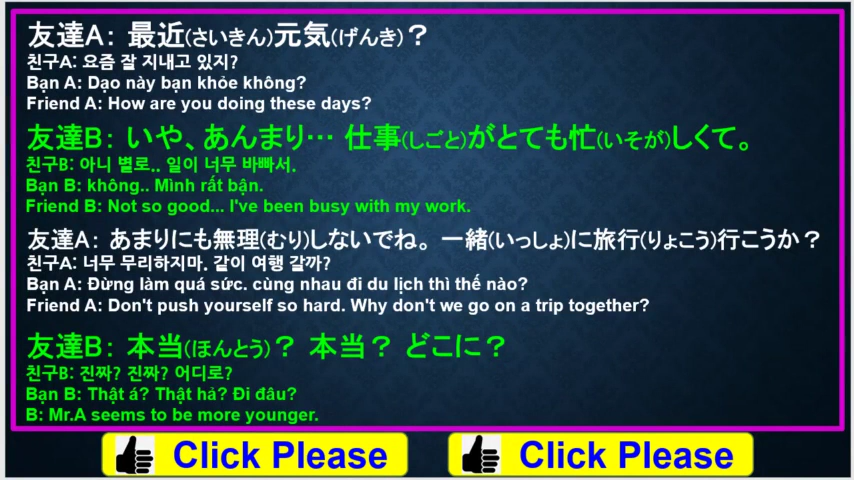 友達A： 最近(さいきん)元気(げんき)？
친구A: 요즘 잘 지내고 있지?
Bạn A: Dạo này bạn khỏe không?
Friend A: How are you doing these days?
友達B： いや、あんまり… 仕事(しごと)がとても忙(いそが)しくて。
친구B: 아니 별로.. 일이 너무 바빠서.
Bạn B: không.. Mình rất bận.
Friend B: Not so good... I've been busy with my work.
友達A： あまりにも無理(むり)しないでね。 一緒(いっしょ)に旅行(りょこう)行こうか？
친구A: 너무 무리하지마. 같이 여행 갈까?
Bạn A: Đừng làm quá sức. cùng nhau đi du lịch thì thế nào?
Friend A: Don't push yourself so hard. Why don't we go on a trip together?
友達B： 本当(ほんとう)？ 本当？ どこに？
친구B: 진짜? 진짜? 어디로?
Bạn B: Thật á? Thật hả? Đi đâu?
B: Mr.A seems to be more younger.
Click Please
Click Please